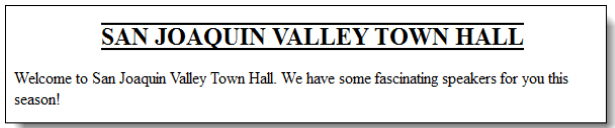 SAN JOAQUIN VALLEY TOWN HALL
Welcome to San Joaquin Valley Town Hall. We have some fascinating speakers for you this
season!